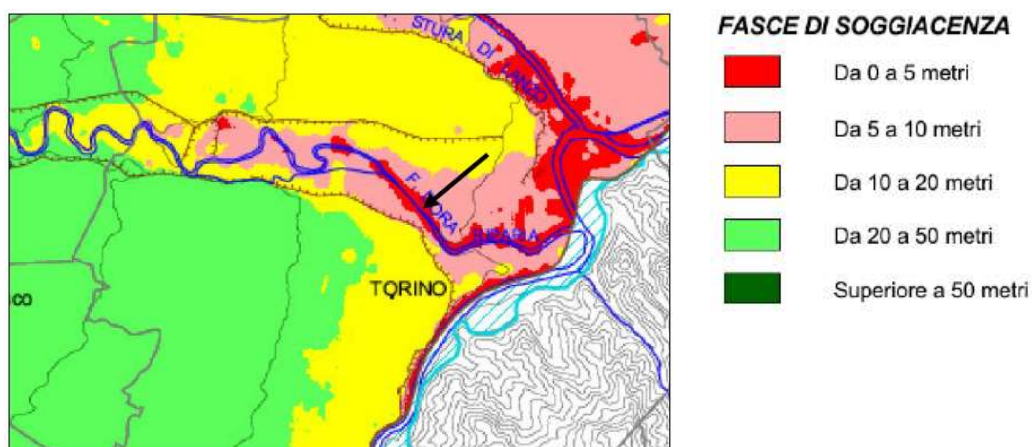 FASCE DI SOGGIACENZA
Da 0 a 5 metri
Da 5 a 10 metri
Da 10 a 20 metri
Da 20 a 50 metri
Superiore a 50 metri
STURA DI LANZO
F. DORA RIPARIA
TORINO
co